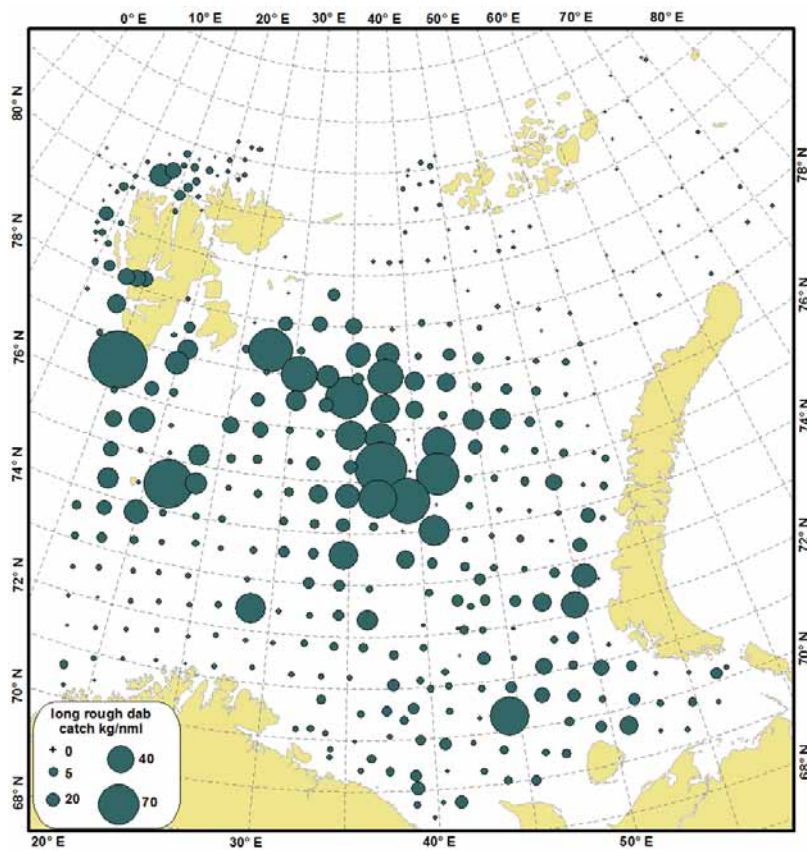 0° E 10° E 20° E 30° E 40° E 50° E 60° E 70° E 80° E
80° N
78° N
76° N
74° N
72° N
70° N
68° N
78° N
76° N
74° N
72° N
70° N
68° N
long rough dab
catch kg/nml
0
5
20
40
70
20° E 30° E 40° E 50° E